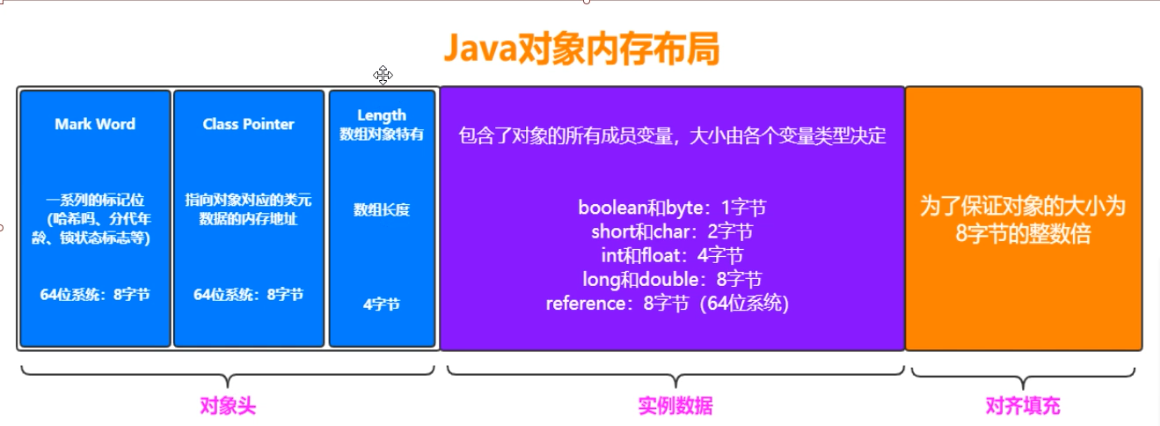 Java对象内存布局
Mark Word
一系列的标记位
(哈希吗、分代年
龄、锁状态标志等)
64位系统：8字节
Class Pointer
指向对象对应的类元
数据的内存地址
64位系统：8字节
Length
数组对象特有
数组长度
4字节
包含了对象的所有成员变量，大小由各个变量类型决定
boolean和byte：1字节
short和char：2字节
int和float：4字节
long和double：8字节
reference：8字节（64位系统）
为了保证对象的大小为
8字节的整数倍
对象头
实例数据
对齐填充